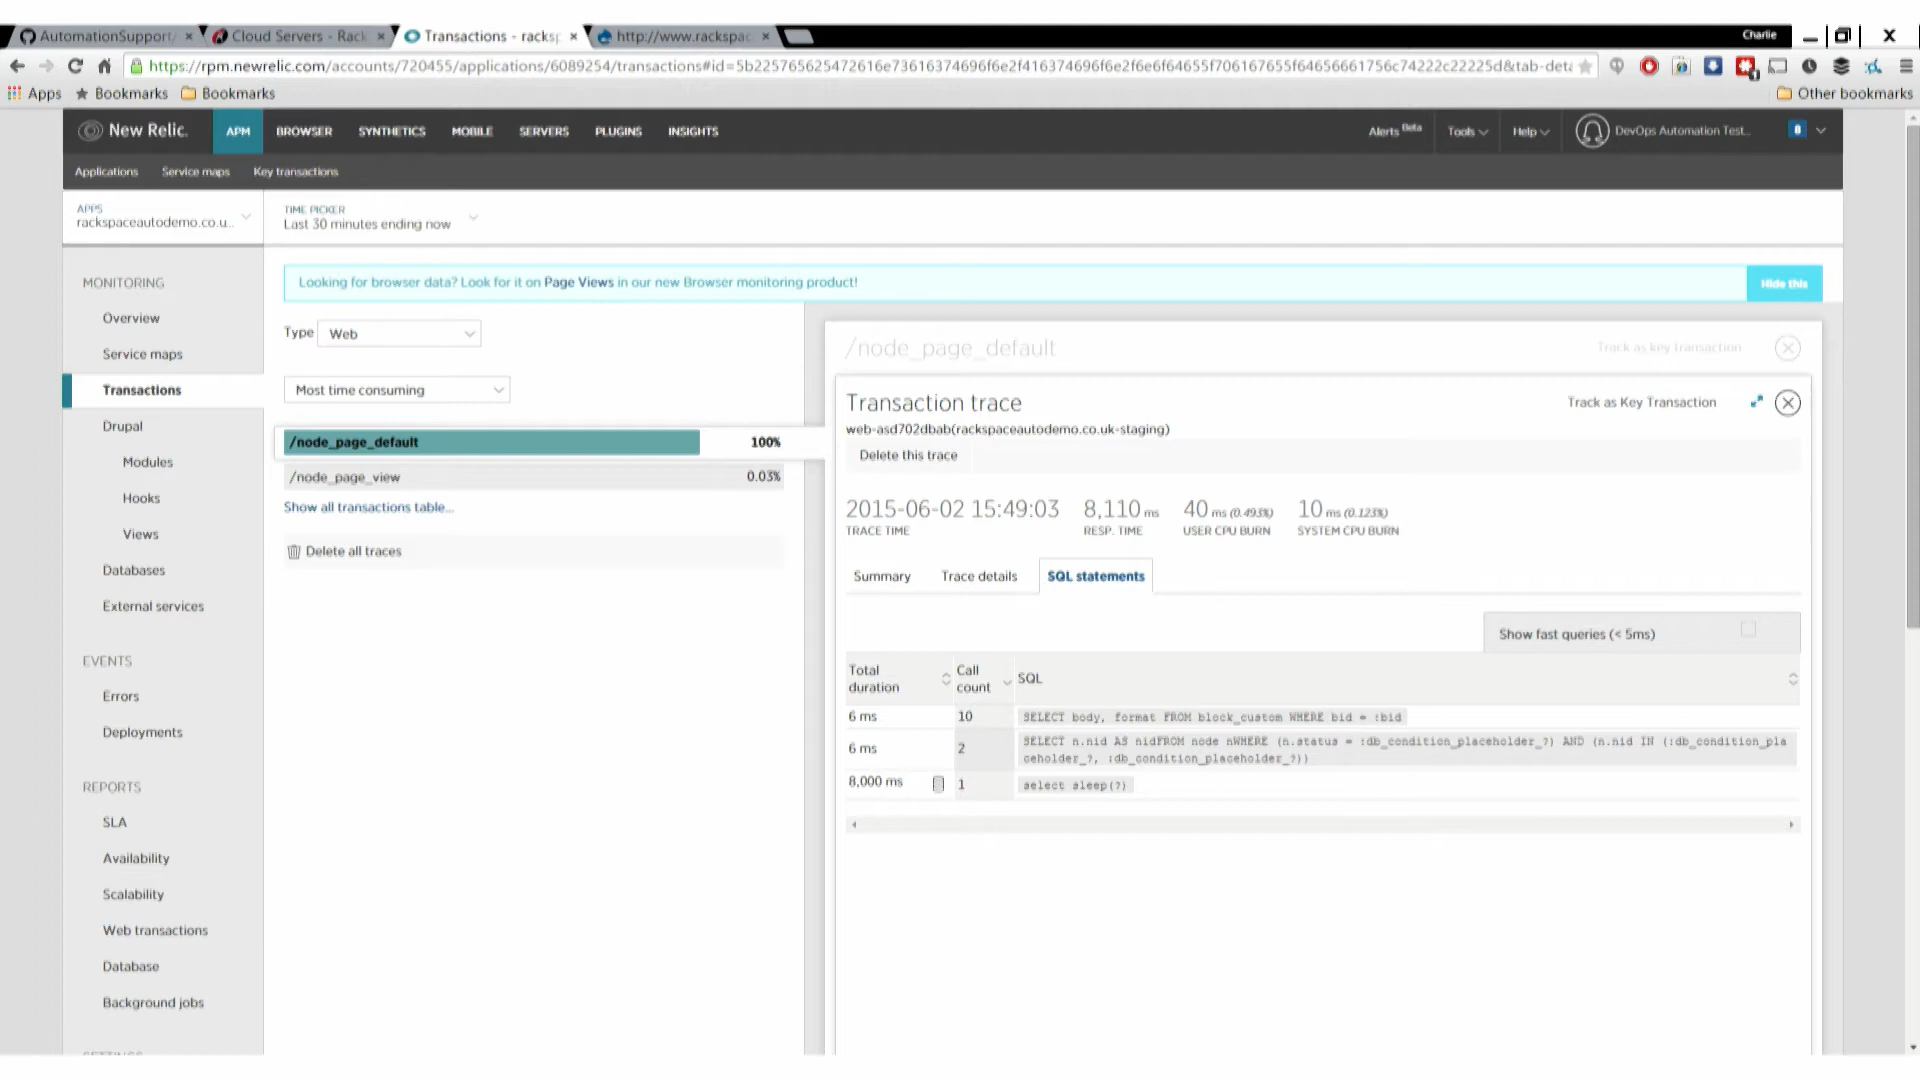 AutomationSupport/
Cloud Servers - Rack
Transactions - racksp
http://www.rackspac
Charlie
https://rpm.newrelic.com/accounts/720455/applications/6089254/transactions#id=5b225765625472616e73616374696f6e2f416374696f6e2f6e6f64655f706167655f64656661756c74222c22225d&tab-deta
Apps
Bookmarks
Bookmarks
Other bookmarks
New Relic.
APM
BROWSER
SYNTHETICS
MOBILE
SERVERS
PLUGINS
INSIGHTS
Alerts Beta
Tools
Help
DevOps Automation Test...
Applications
Service maps
Key transactions
APPS
rackspaceautodemo.co.u...
TIME PICKER
Last 30 minutes ending now
MONITORING
Overview
Service maps
Transactions
Drupal
Modules
Hooks
Views
Databases
External services
EVENTS
Errors
Deployments
REPORTS
SLA
Availability
Scalability
Web transactions
Database
Background jobs
Looking for browser data? Look for it on Page Views in our new Browser monitoring product!
Hide this
Type
Web
Most time consuming
/node_page_default 100%
/node_page_view 0.03%
Show all transactions table...
Delete all traces
/node_page_default
Track as key transaction
Transaction trace
Track as Key Transaction
web-asd702dbab(rackspaceautodemo.co.uk-staging)
Delete this trace
2015-06-02 15:49:03
TRACE TIME
8,110 ms
RESP. TIME
40 ms (0.493%)
USER CPU BURN
10 ms (0.123%)
SYSTEM CPU BURN
Summary
Trace details
SQL statements
Show fast queries (< 5ms)
Total duration
Call count
SQL
6 ms 10 SELECT body, format FROM block_custom WHERE bid = :bid
6 ms 2 SELECT n.nid AS nidFROM node nWHERE (n.status = :db_condition_placeholder_?) AND (n.nid IN (:db_condition_pla
ceholder_?, :db_condition_placeholder_?))
8,000 ms 1 select sleep(?)